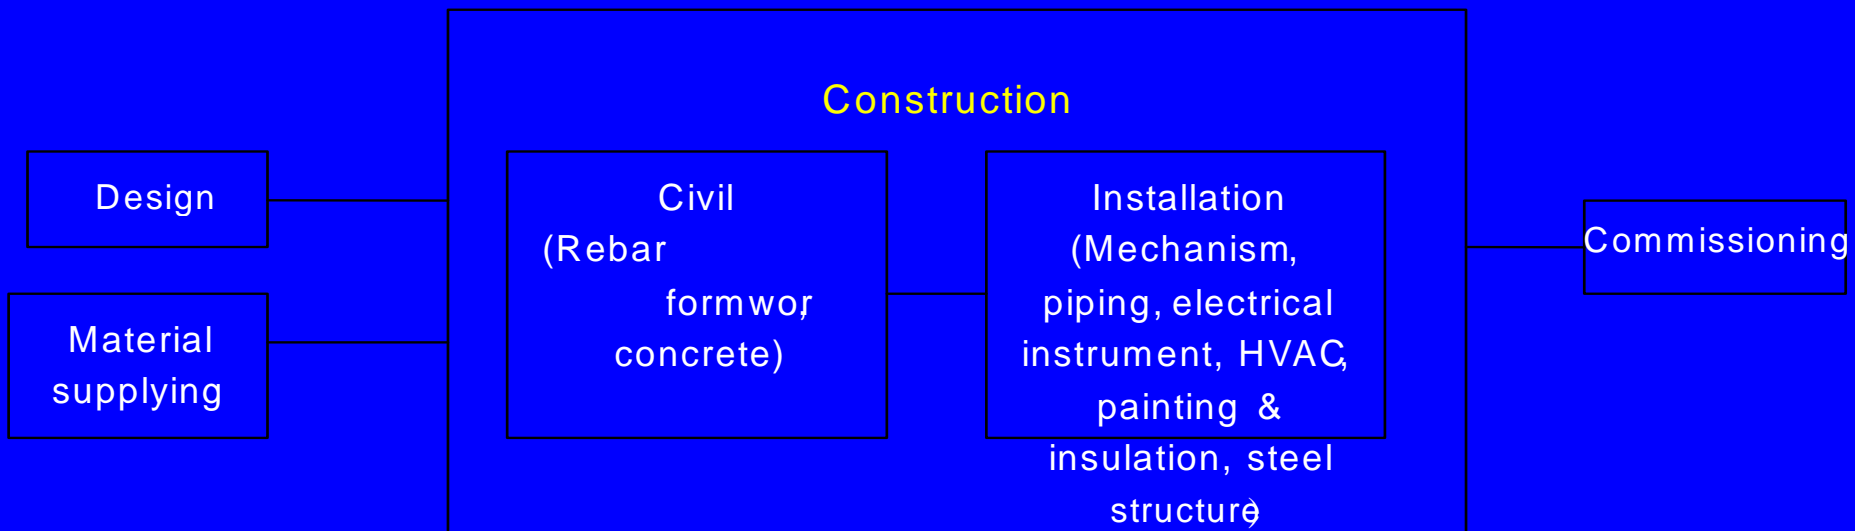 Construction
Design
Material
supplying
Civil
(Rebar
formwor,
concrete)
Installation
(Mechanism,
piping, electrical
instrument, HVAC,
painting &
insulation, steel
structure)
Commissioning